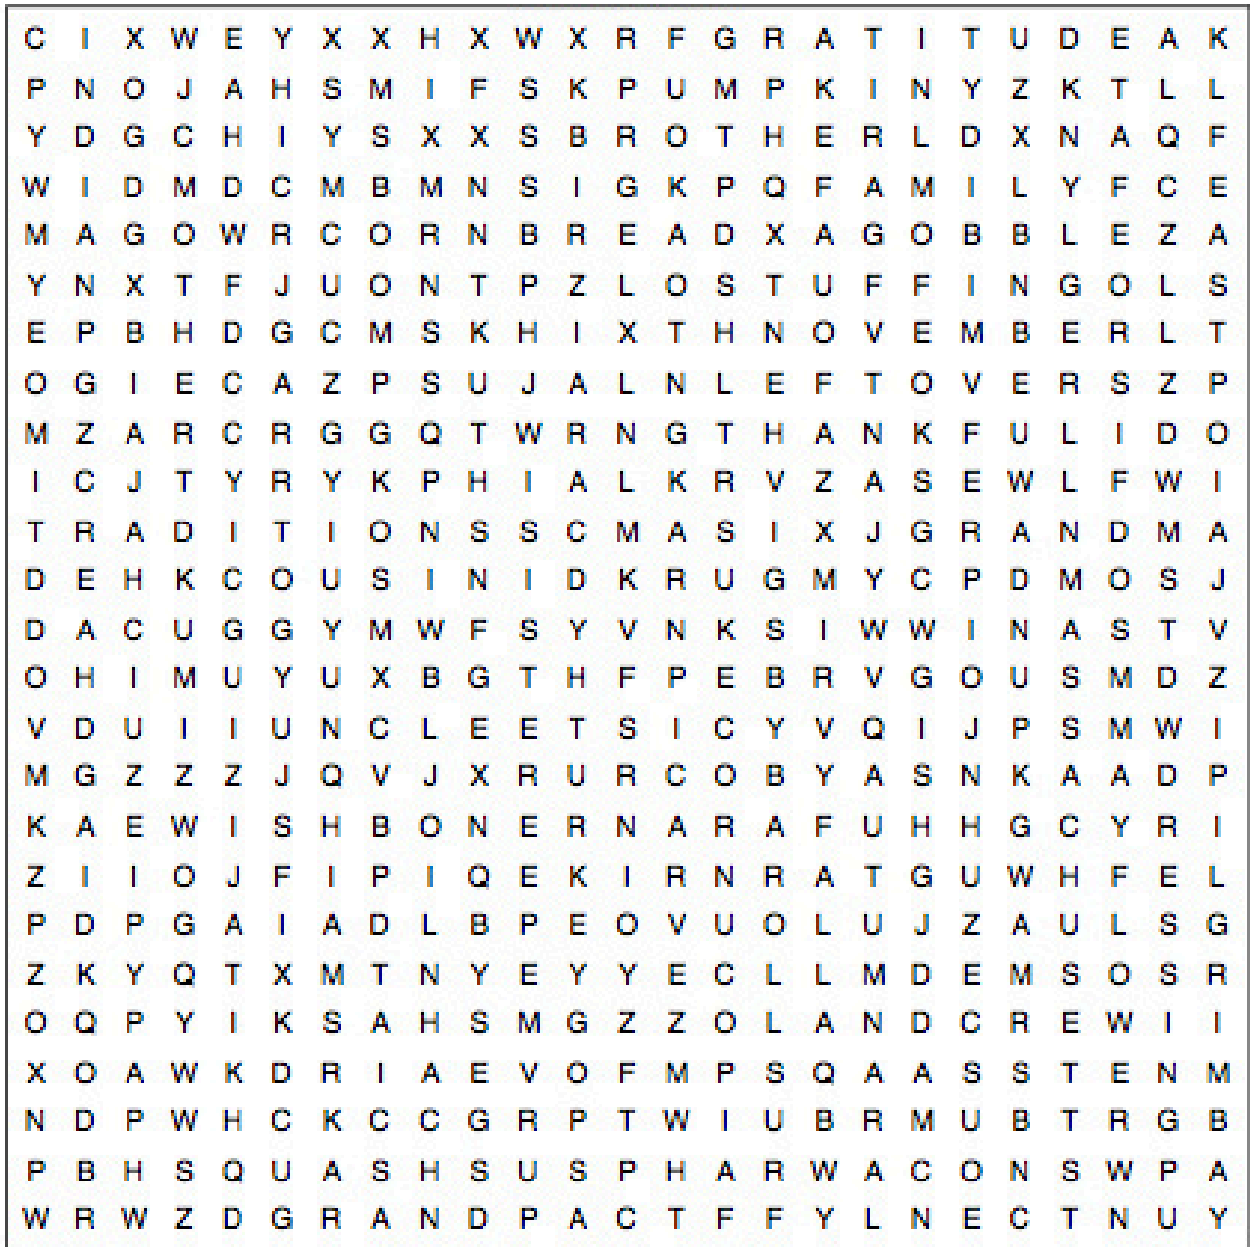 C I X W E Y X X H X W X R F G R A T I T U D E A K
P N O J A H S M I F S K P U M P K I N Y Z K T L L
Y D G C H I Y S X X S B R O T H E R L D X N A Q F
W I D M D C M B M N S I G K P Q F A M I L Y F C E
M A G O W R C O R N B R E A D X A G O B B L E Z A
Y N X T F J U O N T P Z L O S T U F F I N G O L S
E P B H D G C M S K H I X T H N O V E M B E R L T
O G I E C A Z P S U J A L N L E F T O V E R S Z P
M Z A R C R G G Q T W R N G T H A N K F U L I D O
I C J T Y R Y K P H I A L K R V Z A S E W L F W I
T R A D I T I O N S S C M A S I X J G R A N D M A
D E H K C O U S I N I D K R U G M Y C P D M O S J
D A C U G G Y M W F S Y V N K S I W W I N A S T V
O H I M U Y U X B G T H F P E B R V G O U S M D Z
V D U I I U N C L E E T S I C Y V Q I J P S M W I
M G Z Z Z J Q V J X R U R C O B Y A S N K A A D P
K A E W I S H B O N E R N A R A F U H H G C Y R I
Z I I O J F I P I Q E K I R N R A T G U W H F E L
P D P G A I A D L B P E O V U O L U J Z A U L S G
Z K Y Q T X M T N Y E Y Y E C L L M D E M S O S R
O Q P Y I K S A H S M G Z Z O L A N D C R E W I I
X O A W K D R I A E V O F M P S Q A A S S T E N M
N D P W H C K C C G R P T W I U B R M U B T R G B
P B H S Q U A S H S U S P H A R W A C O N S W P A
W R W Z D G R A N D P A C T F F Y L N E C T N U Y